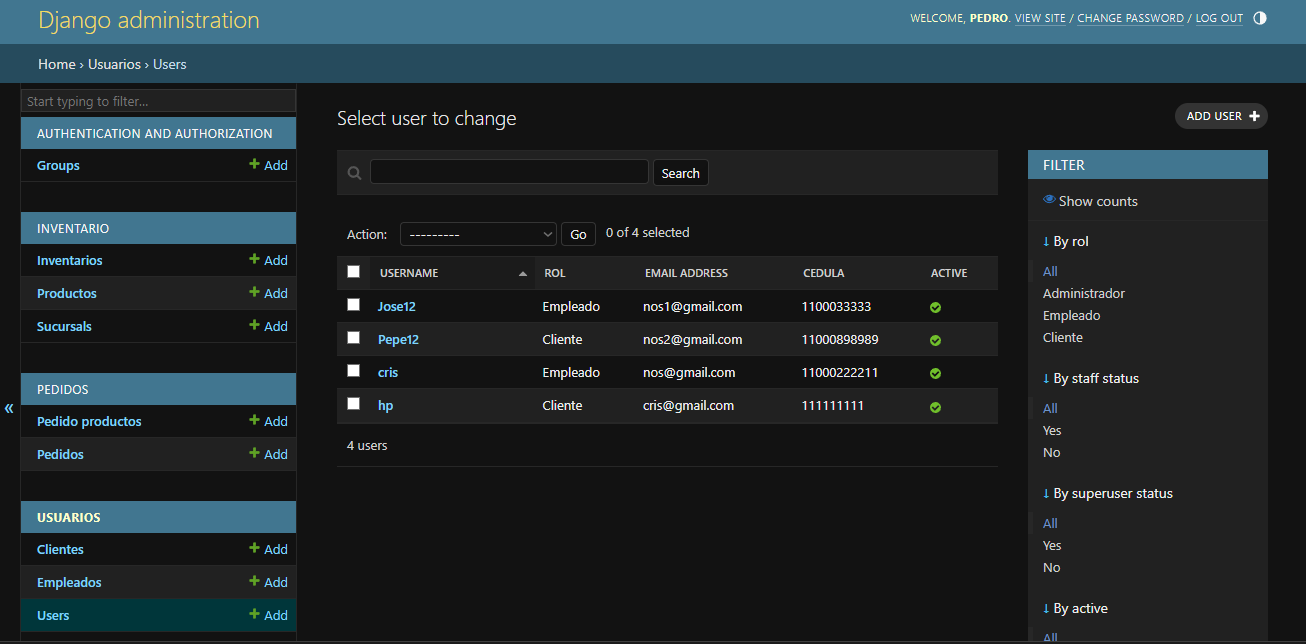 Django administration
WELCOME, PEDRO. VIEW SITE / CHANGE PASSWORD / LOG OUT
Home › Usuarios › Users
Start typing to filter...
AUTHENTICATION AND AUTHORIZATION
Groups + Add
INVENTARIO
Inventarios + Add
Productos + Add
Sucursals + Add
PEDIDOS
Pedido productos + Add
Pedidos + Add
USUARIOS
Clientes + Add
Empleados + Add
Users + Add
«
Select user to change
ADD USER +
Search
Action: --------- Go 0 of 4 selected
USERNAME ROL EMAIL ADDRESS CEDULA ACTIVE
Jose12 Empleado nos1@gmail.com 1100033333
Pepe12 Cliente nos2@gmail.com 11000898989
cris Empleado nos@gmail.com 11000222211
hp Cliente cris@gmail.com 111111111
4 users
FILTER
Show counts
↓ By rol
All
Administrador
Empleado
Cliente
↓ By staff status
All
Yes
No
↓ By superuser status
All
Yes
No
↓ By active
All